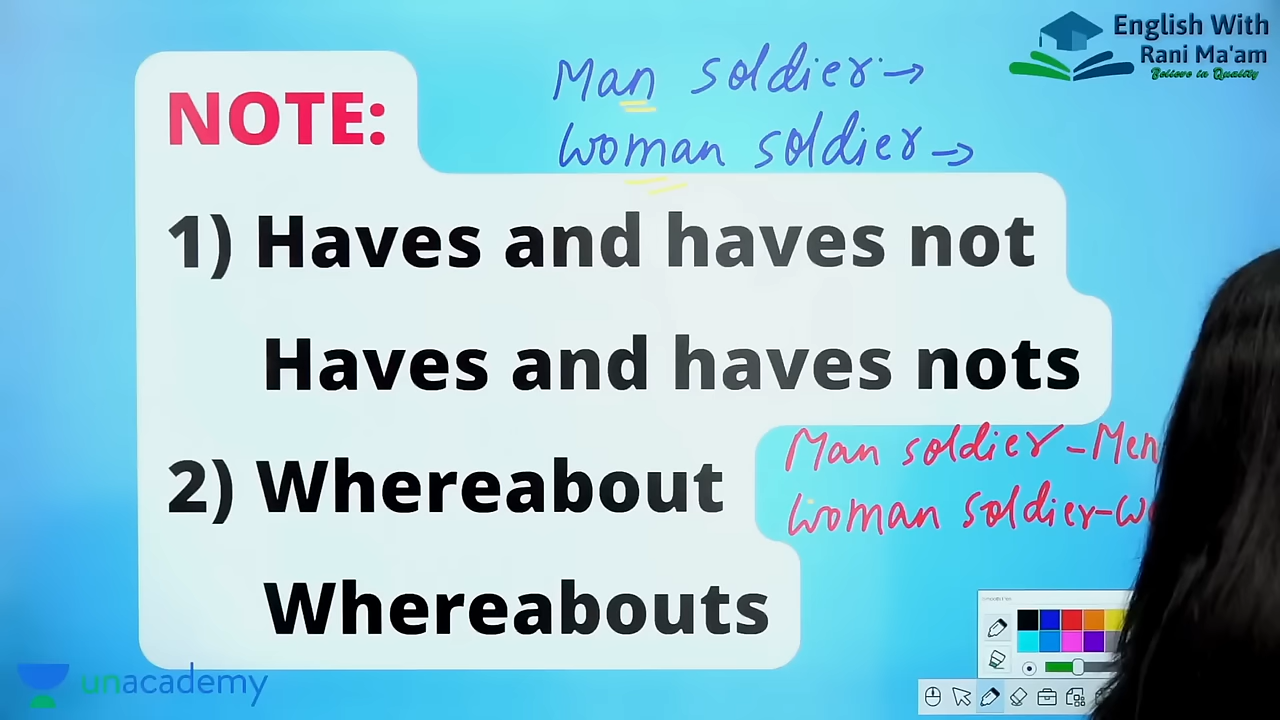 English With
Rani Ma'am
Believe in Quality
Man soldier →
Woman soldier →
NOTE:
1) Haves and haves not
Haves and haves nots
2) Whereabout
Man soldier - Men
Woman soldier - Wo
Whereabouts
unacademy